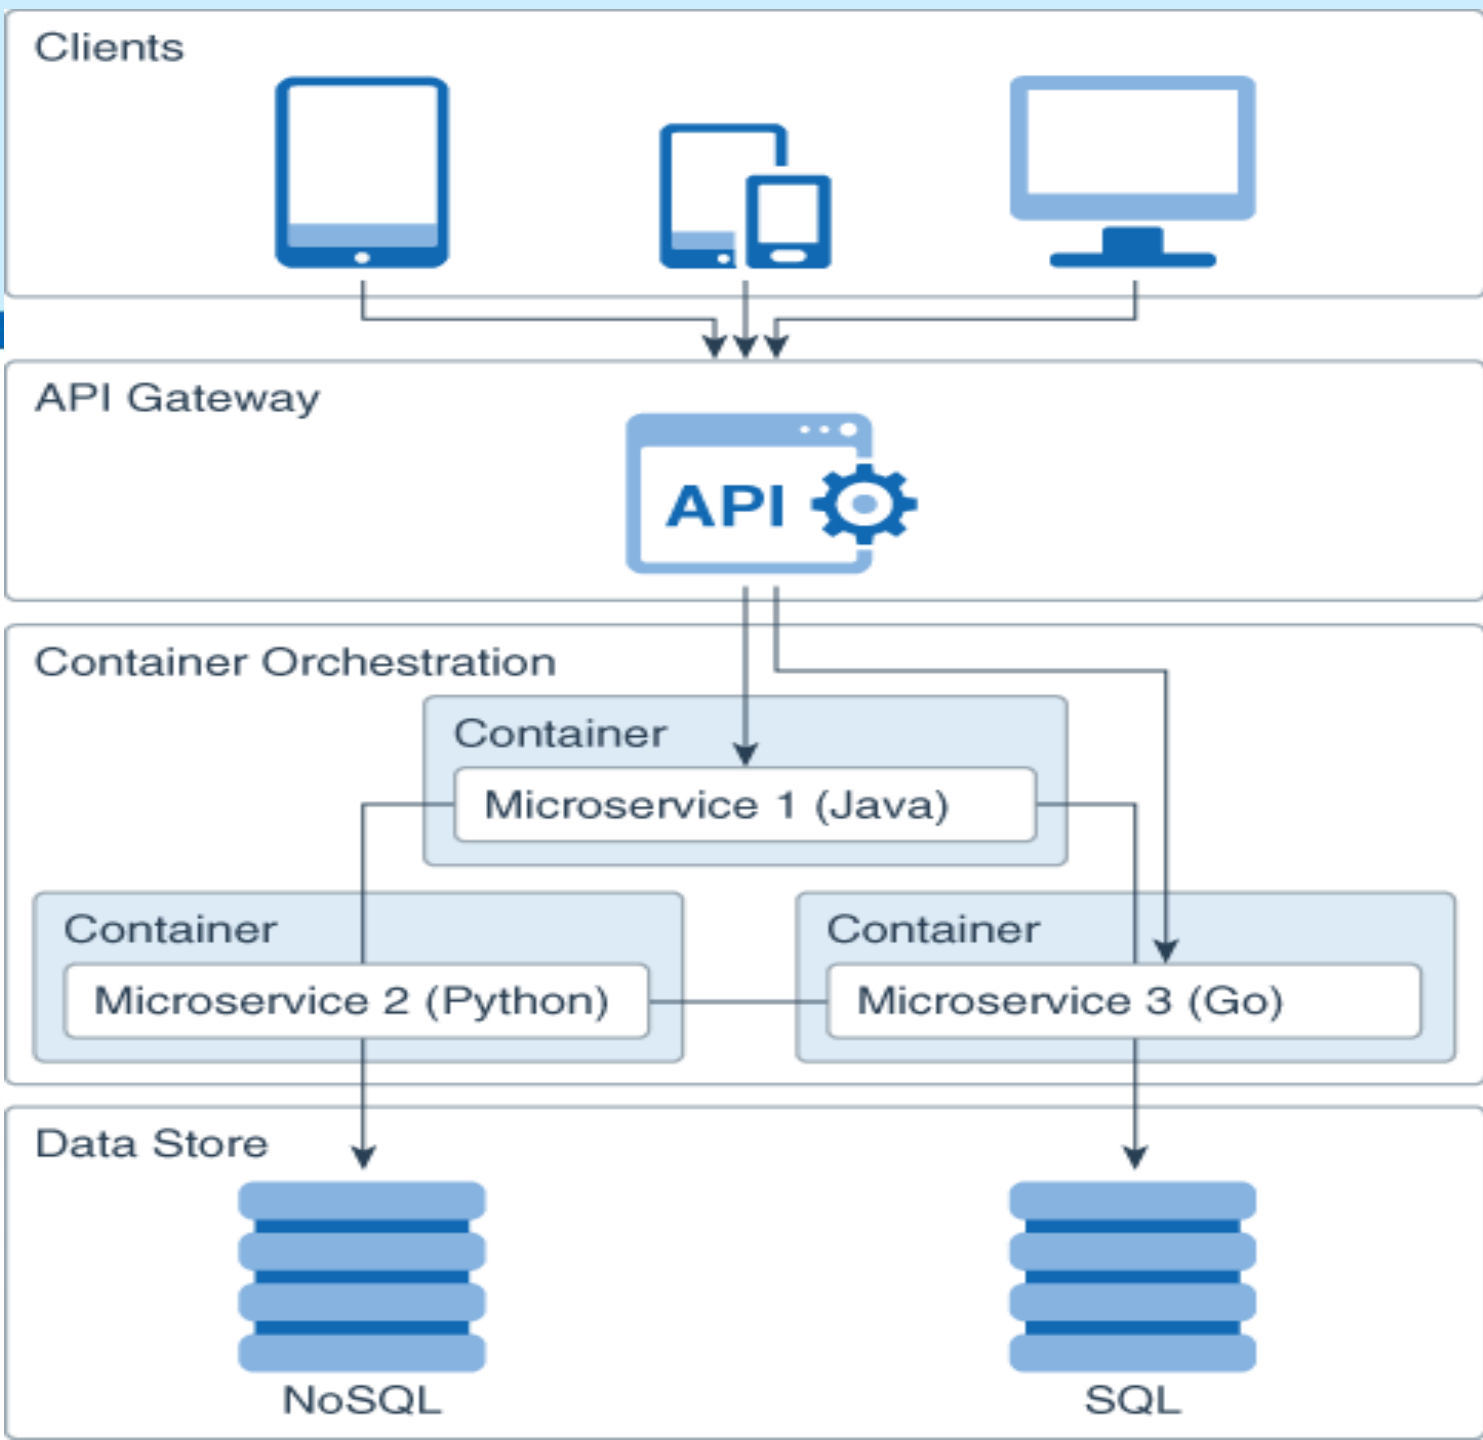 Clients
API Gateway
API
Container Orchestration
Container
Microservice 1 (Java)
Container
Microservice 2 (Python)
Container
Microservice 3 (Go)
Data Store
NoSQL
SQL